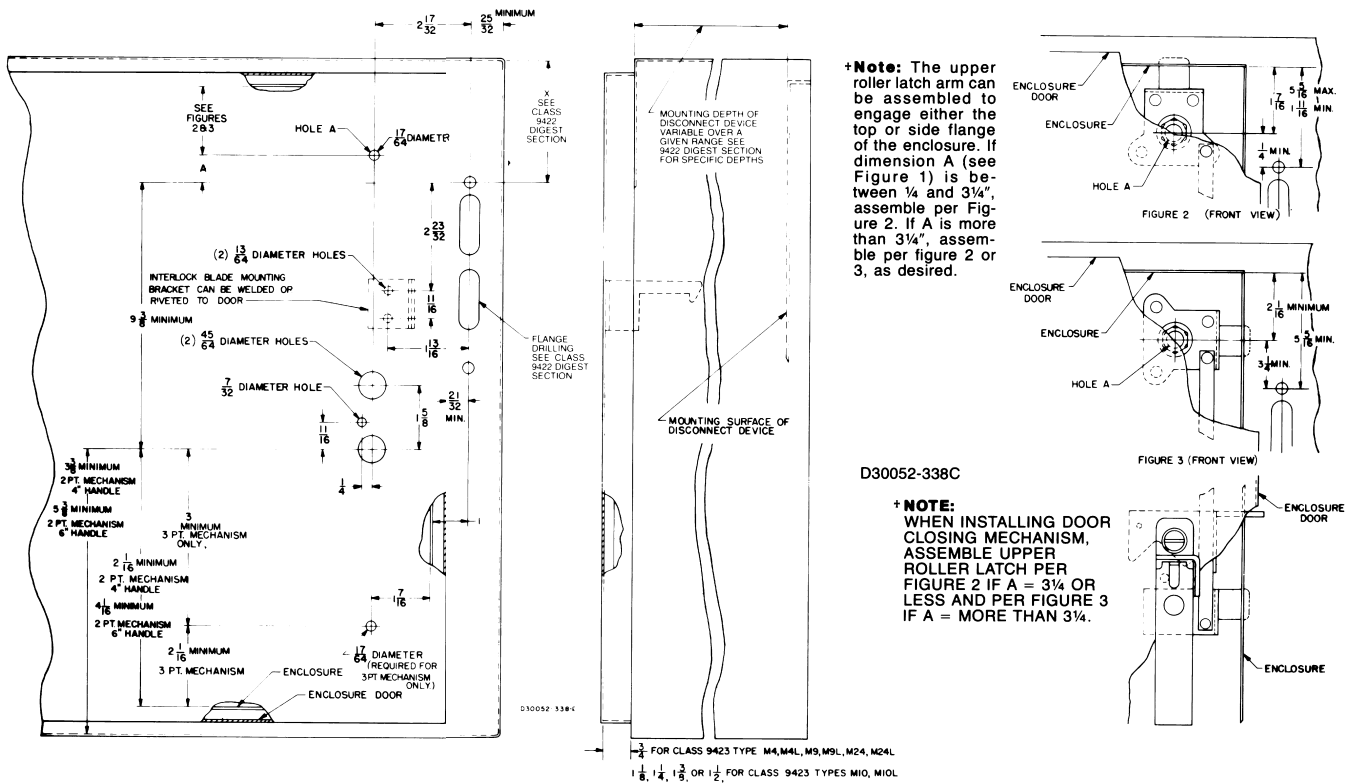 2 17/32
25/32 MINIMUM
SEE
FIGURES
2&3
A
HOLE A
17/64 DIAMETER
X
SEE
CLASS
9422
DIGEST
SECTION
2 23/32
(2) 13/64 DIAMETER HOLES
INTERLOCK BLADE MOUNTING
BRACKET CAN BE WELDED OR
RIVETED TO DOOR
11/16
9 3/8 MINIMUM
1 13/16
(2) 45/64 DIAMETER HOLES
FLANGE
DRILLING
SEE CLASS
9422 DIGEST
SECTION
7/32 DIAMETER HOLE
21/32
MIN.
1 5/8
11/16
1/4
3 3/8 MINIMUM
2 PT. MECHANISM
4" HANDLE
5 3/8 MINIMUM
2 PT. MECHANISM
6" HANDLE
3
MINIMUM
3 PT. MECHANISM
ONLY.
1
2 1/16 MINIMUM
2 PT. MECHANISM
4" HANDLE
4 1/16 MINIMUM
2 PT. MECHANISM
6" HANDLE
1 7/16
2 1/16 MINIMUM
3 PT. MECHANISM
17/64 DIAMETER
(REQUIRED FOR
3PT MECHANISM
ONLY.)
ENCLOSURE
ENCLOSURE DOOR
D30052-338-C
MOUNTING DEPTH OF
DISCONNECT DEVICE
VARIABLE OVER A
GIVEN RANGE SEE
9422 DIGEST SECTION
FOR SPECIFIC DEPTHS
MOUNTING SURFACE OF
DISCONNECT DEVICE
3/4 FOR CLASS 9423 TYPE M4,M4L,M9,M9L,M24,M24L
1 1/8, 1 1/4, 1 3/9, OR 1 1/2, FOR CLASS 9423 TYPES M10, M10L
†Note: The upper
roller latch arm can
be assembled to
engage either the
top or side flange
of the enclosure. If
dimension A (see
Figure 1) is be-
tween ¼ and 3¼″,
assemble per Fig-
ure 2. If A is more
than 3¼″, assem-
ble per figure 2 or
3, as desired.
D30052-338C
†NOTE:
WHEN INSTALLING DOOR
CLOSING MECHANISM,
ASSEMBLE UPPER
ROLLER LATCH PER
FIGURE 2 IF A = 3¼ OR
LESS AND PER FIGURE 3
IF A = MORE THAN 3¼.
ENCLOSURE
DOOR
ENCLOSURE
HOLE A
1 7/16
5 5/16 MAX.
1 11/16 MIN.
1/4 MIN.
FIGURE 2 (FRONT VIEW)
ENCLOSURE
DOOR
ENCLOSURE
HOLE A
2 1/16 MINIMUM
5 5/16 MIN.
3 1/4 MIN.
FIGURE 3 (FRONT VIEW)
ENCLOSURE
DOOR
ENCLOSURE